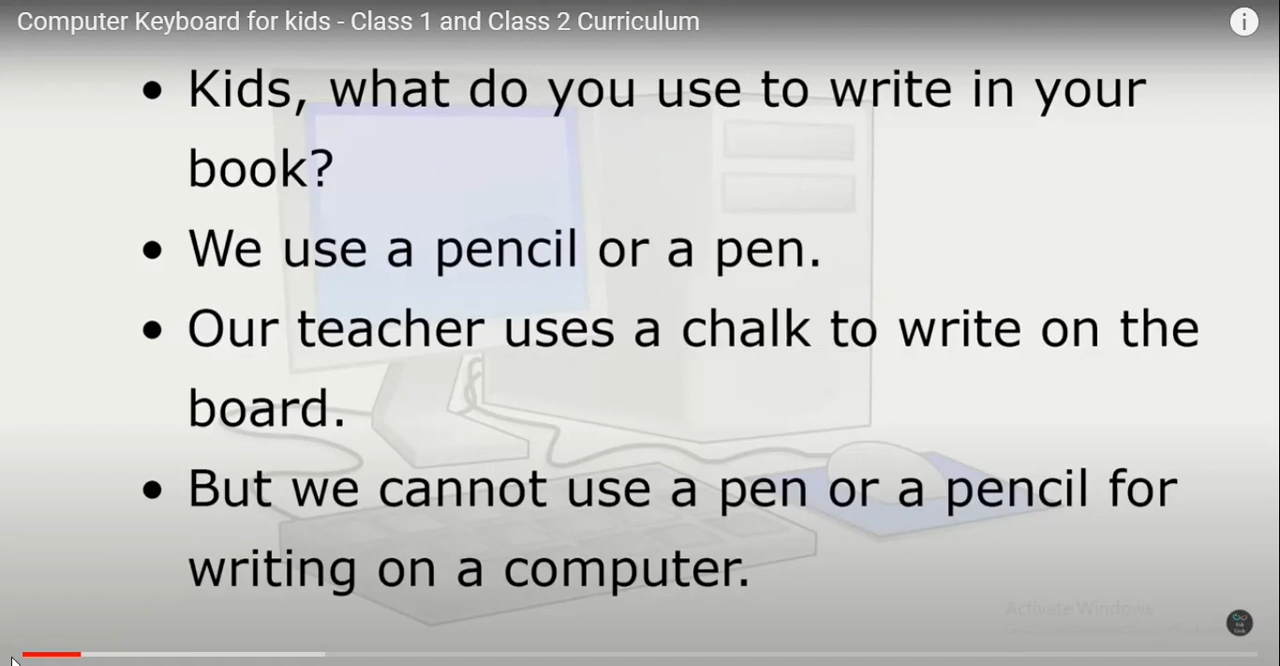 Computer Keyboard for kids - Class 1 and Class 2 Curriculum
• Kids, what do you use to write in your
book?
• We use a pencil or a pen.
• Our teacher uses a chalk to write on the
board.
• But we cannot use a pen or a pencil for
writing on a computer.
Activate Windows